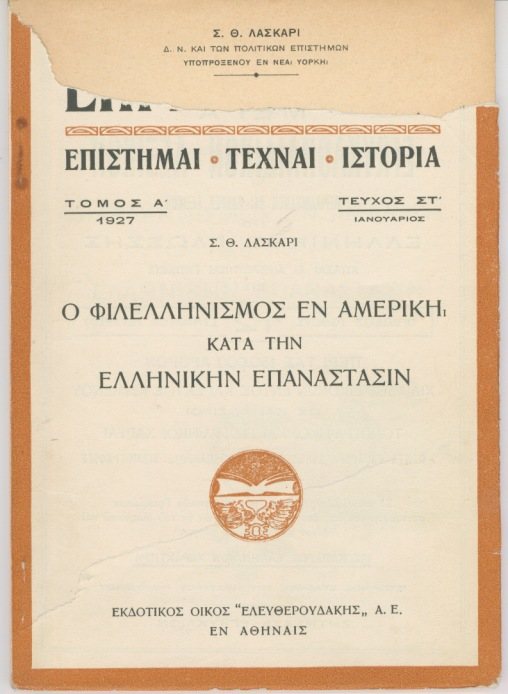 Σ. Θ. ΛΑΣΚΑΡΙ
Δ. Ν. ΚΑΙ ΤΩΝ ΠΟΛΙΤΙΚΩΝ ΕΠΙΣΤΗΜΩΝ
ΥΠΟΠΡΟΞΕΝΟΥ ΕΝ ΝΕΑι ΥΟΡΚΗι
ΕΠΙΣΤΗΜΑΙ • ΤΕΧΝΑΙ • ΙΣΤΟΡΙΑ
ΤΟΜΟΣ Α΄ ΤΕΥΧΟΣ ΣΤ΄
1927 ΙΑΝΟΥΑΡΙΟΣ
Σ. Θ. ΛΑΣΚΑΡΙ
Ο ΦΙΛΕΛΛΗΝΙΣΜΟΣ ΕΝ ΑΜΕΡΙΚΗι
ΚΑΤΑ ΤΗΝ
ΕΛΛΗΝΙΚΗΝ ΕΠΑΝΑΣΤΑΣΙΝ
ΕΚΔΟΤΙΚΟΣ ΟΙΚΟΣ "ΕΛΕΥΘΕΡΟΥΔΑΚΗΣ" Α. Ε.
ΕΝ ΑΘΗΝΑΙΣ